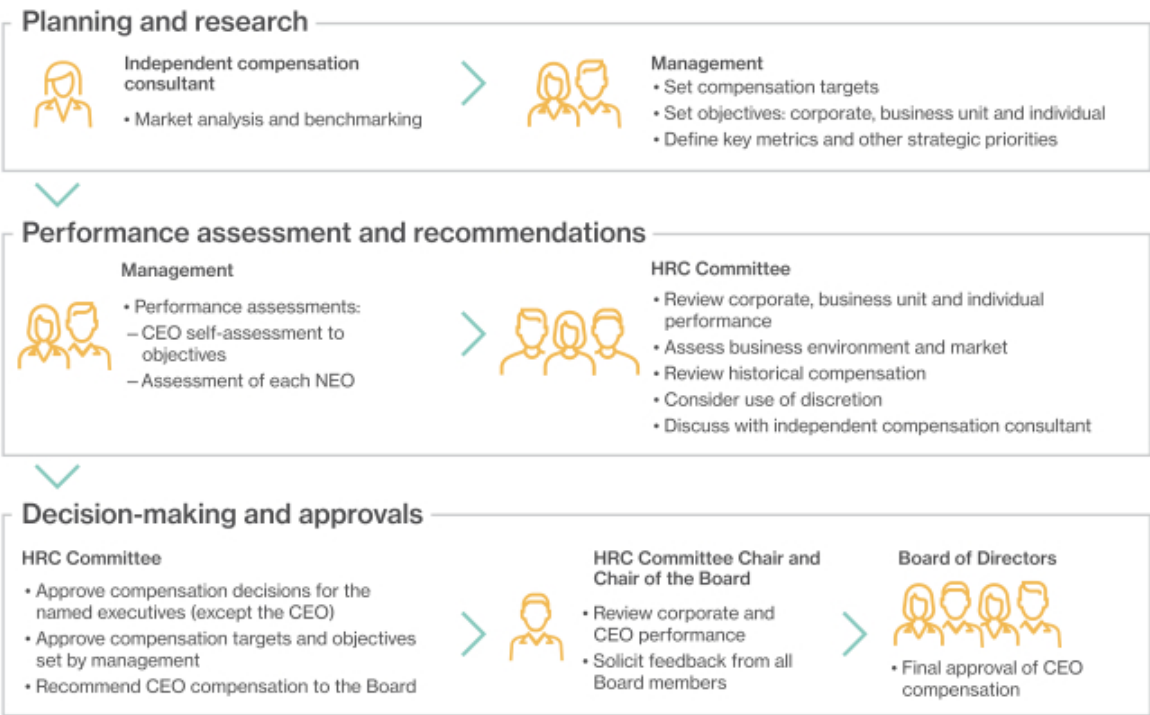 Planning and research
Independent compensation
consultant
• Market analysis and benchmarking
Management
• Set compensation targets
• Set objectives: corporate, business unit and individual
• Define key metrics and other strategic priorities
Performance assessment and recommendations
Management
• Performance assessments:
– CEO self-assessment to
objectives
– Assessment of each NEO
HRC Committee
• Review corporate, business unit and individual
performance
• Assess business environment and market
• Review historical compensation
• Consider use of discretion
• Discuss with independent compensation consultant
Decision-making and approvals
HRC Committee
• Approve compensation decisions for the
named executives (except the CEO)
• Approve compensation targets and objectives
set by management
• Recommend CEO compensation to the Board
HRC Committee Chair and
Chair of the Board
• Review corporate and
CEO performance
• Solicit feedback from all
Board members
Board of Directors
• Final approval of CEO
compensation